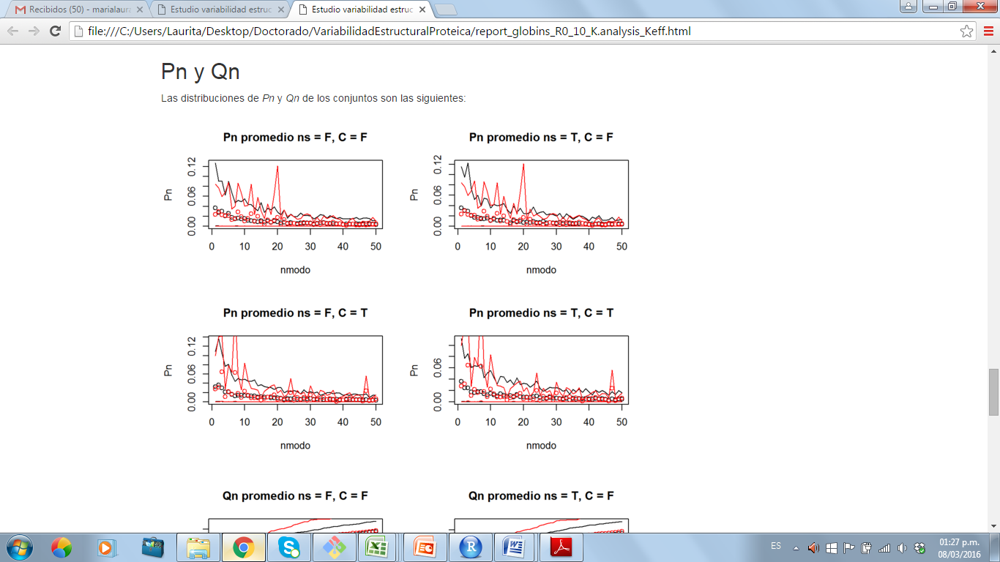 Recibidos (50) - marialaura
Estudio variabilidad estruc
Estudio variabilidad estruc
file:///C:/Users/Laurita/Desktop/Doctorado/VariabilidadEstructuralProteica/report_globins_R0_10_K.analysis_Keff.html
Pn y Qn
Las distribuciones de Pn y Qn de los conjuntos son las siguientes:
Pn promedio ns = F, C = F
Pn
0.00 0.06 0.12
0 10 20 30 40 50
nmodo
Pn promedio ns = T, C = F
Pn
0.00 0.06 0.12
0 10 20 30 40 50
nmodo
Pn promedio ns = F, C = T
Pn
0.00 0.06 0.12
0 10 20 30 40 50
nmodo
Pn promedio ns = T, C = T
Pn
0.00 0.06
0 10 20 30 40 50
nmodo
Qn promedio ns = F, C = F
Qn promedio ns = T, C = F
ES
01:27 p.m.
08/03/2016